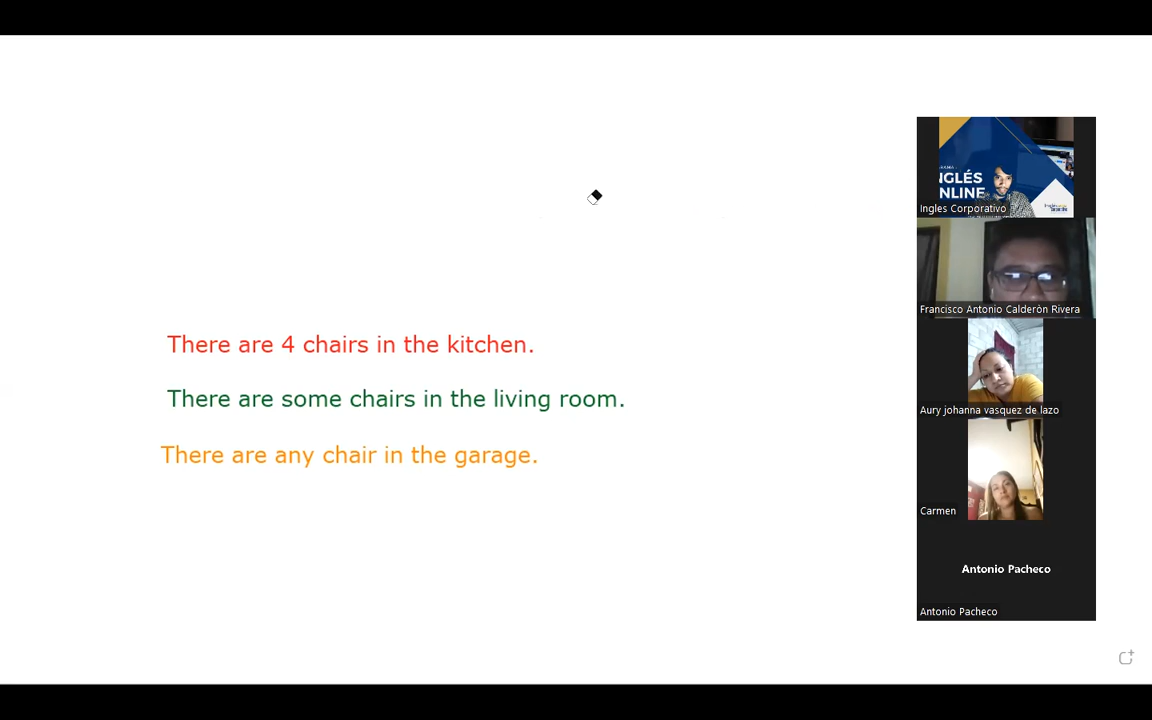 There are 4 chairs in the kitchen.
There are some chairs in the living room.
There are any chair in the garage.
NGLÉS
NLINE
Ingles Corporativo
Francisco Antonio Calderòn Rivera
Aury johanna vasquez de lazo
Carmen
Antonio Pacheco
Antonio Pacheco